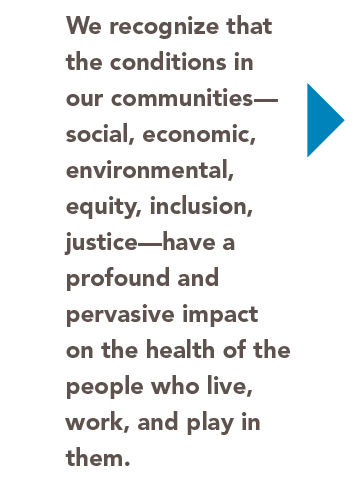 We recognize that
the conditions in
our communities—
social, economic,
environmental,
equity, inclusion,
justice—have a
profound and
pervasive impact
on the health of the
people who live,
work, and play in
them.